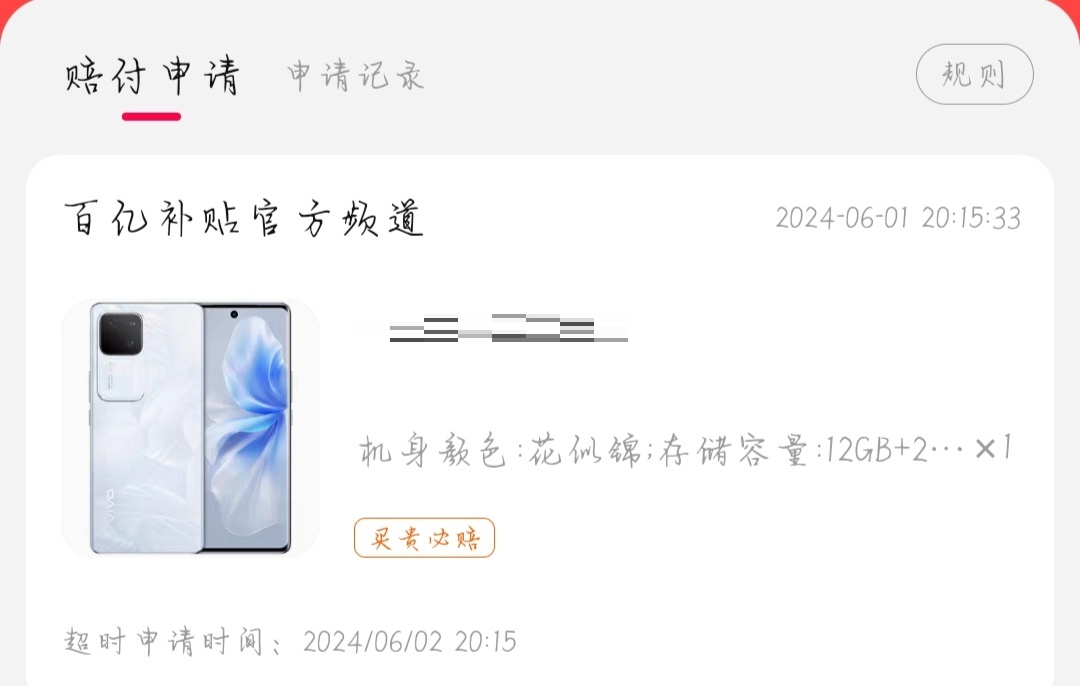 赔付申请 申请记录 规则
百亿补贴官方频道 2024-06-01 20:15:33
vivo
机身颜色:花似锦;存储容量:12GB+2… ×1
买贵必赔
超时申请时间：2024/06/02 20:15